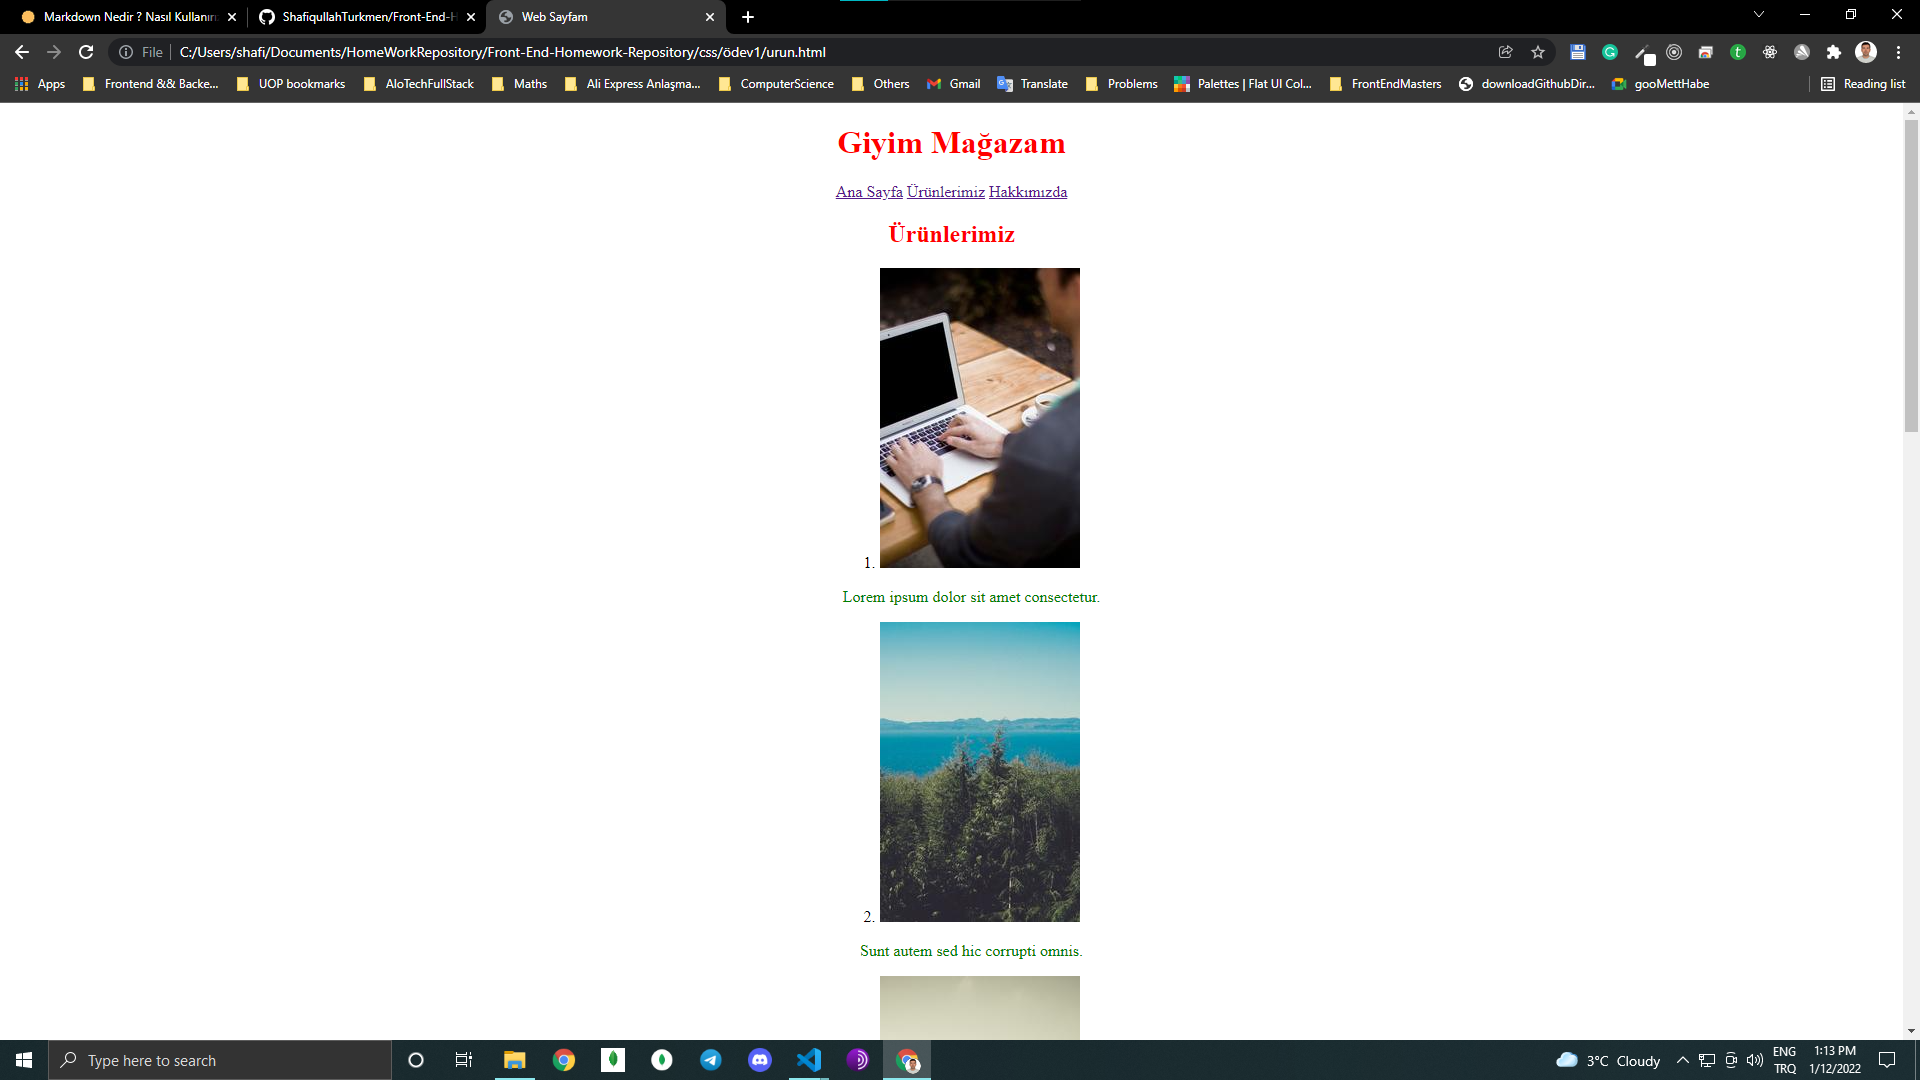 Markdown Nedir ? Nasıl Kullanırı
ShafiqullahTurkmen/Front-End-H
Web Sayfam
File
C:/Users/shafi/Documents/HomeWorkRepository/Front-End-Homework-Repository/css/ödev1/urun.html
Apps
Frontend && Backe...
UOP bookmarks
AloTechFullStack
Maths
Ali Express Anlaşma...
ComputerScience
Others
Gmail
Translate
Problems
Palettes | Flat UI Col...
FrontEndMasters
downloadGithubDir...
gooMettHabe
Reading list
Giyim Mağazam
Ana Sayfa Ürünlerimiz Hakkımızda
Ürünlerimiz
1.
Lorem ipsum dolor sit amet consectetur.
2.
Sunt autem sed hic corrupti omnis.
Type here to search
3°C Cloudy
ENG
TRQ
1:13 PM
1/12/2022